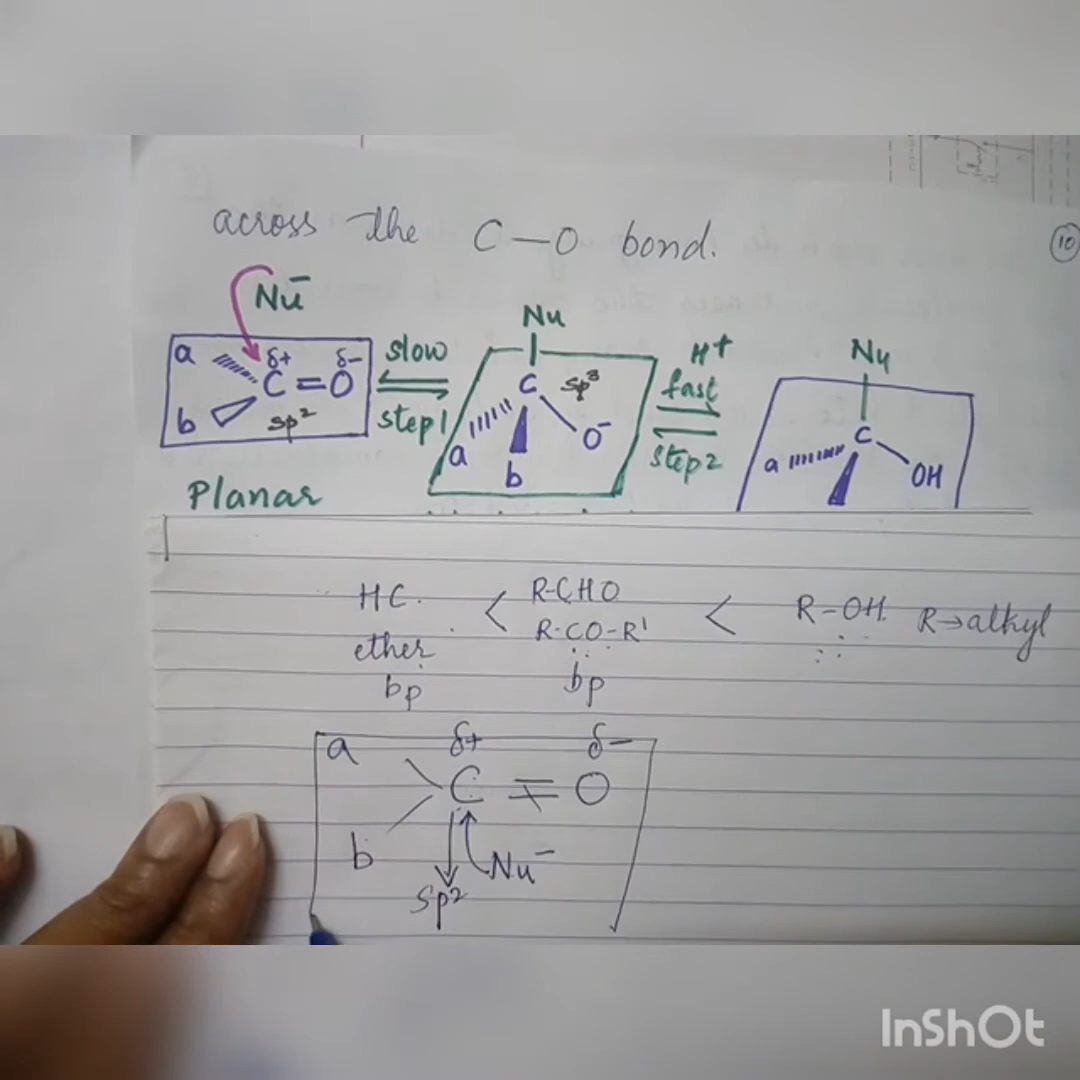 across the C–O bond.
10
Nu⁻
a δ+ δ–
C=O
b sp²
Planar
slow
step1
Nu
C sp³
a O⁻
b
H⁺
fast
step2
Nu
C
a OH
HC. < R-CHO < R-OH. R→alkyl
ether R-CO-R'
bp bp
a δ+ δ–
C=O
b Nu⁻
Sp²
InShOt